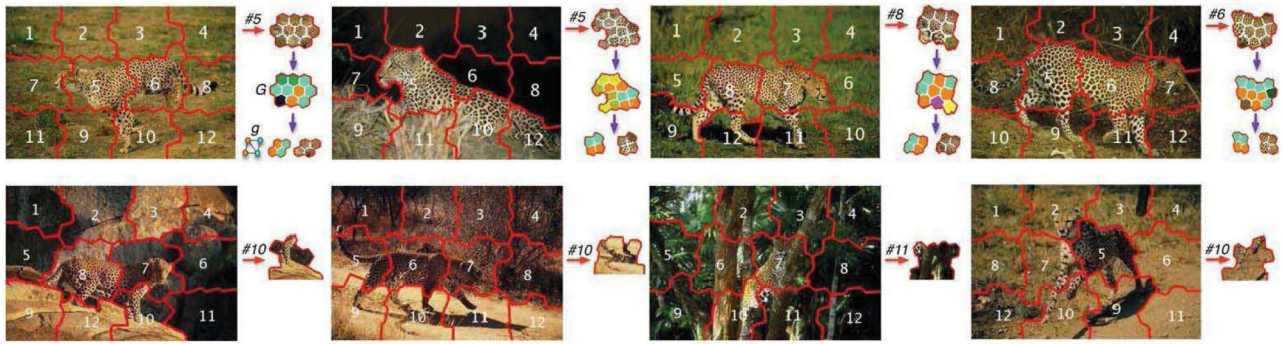 1 2 3 4 #5
7 5 6 8 G
11 9 10 12 g
1 2 3 4 #5
7 5 6 8
9 11 10 12
1 2 3 4 #8
5 8 7 6
9 12 11 10
1 2 3 4 #6
8 5 6 7
10 9 11 12
1 2 3 4
5 8 7 6 #10
9 12 10 11
1 2 3 4
5 6 7 8 #10
9 10 11 12
1 2 3 4
5 6 7 8 #11
9 10 11 12
1 2 3 4
8 7 5 6 #10
12 10 9 11